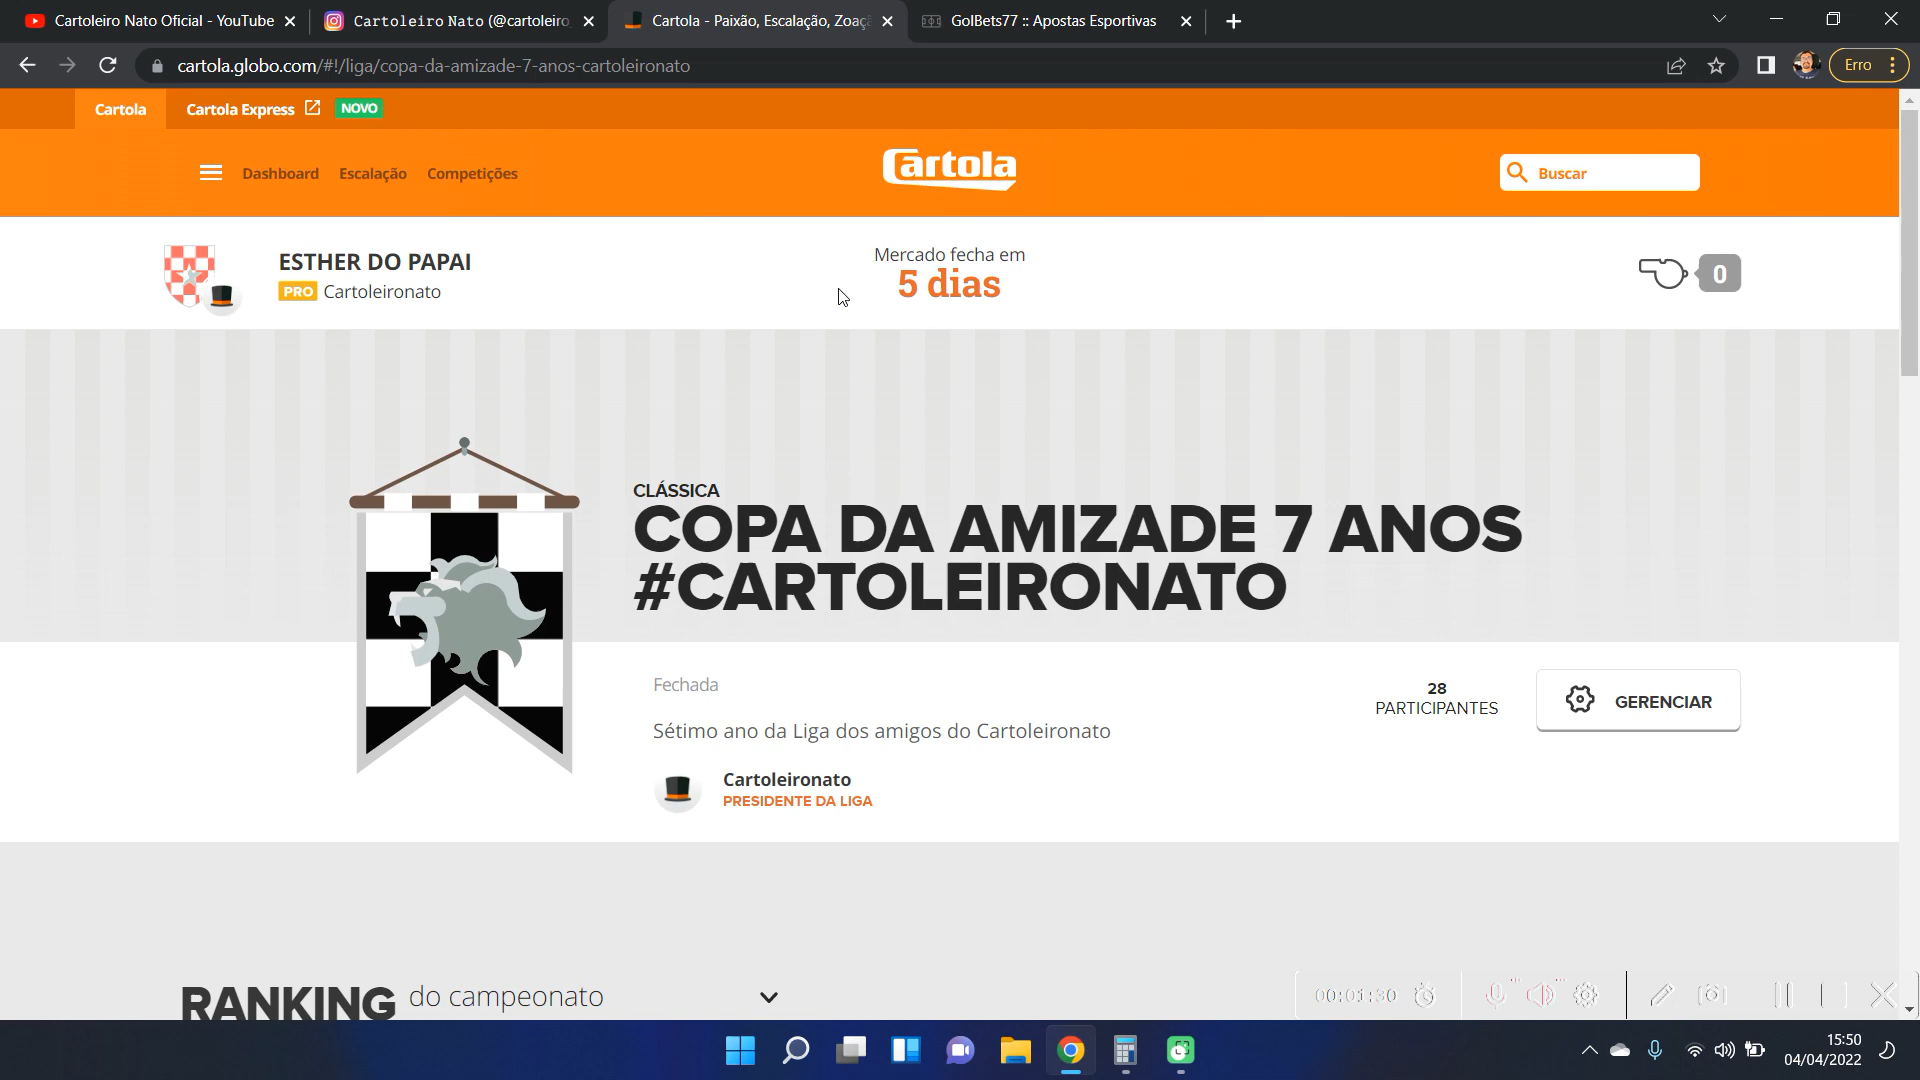 Cartoleiro Nato Oficial - YouTube
Cartoleiro Nato (@cartoleiro
Cartola - Paixão, Escalação, Zoaçã
GolBets77 :: Apostas Esportivas
cartola.globo.com/#!/liga/copa-da-amizade-7-anos-cartoleironato
Erro
Cartola
Cartola Express
NOVO
Dashboard
Escalação
Competições
Cartola
Buscar
ESTHER DO PAPAI
PRO Cartoleironato
Mercado fecha em
5 dias
0
CLÁSSICA
COPA DA AMIZADE 7 ANOS
#CARTOLEIRONATO
Fechada
28
PARTICIPANTES
GERENCIAR
Sétimo ano da Liga dos amigos do Cartoleironato
Cartoleironato
PRESIDENTE DA LIGA
RANKING do campeonato
00:01:30
15:50
04/04/2022